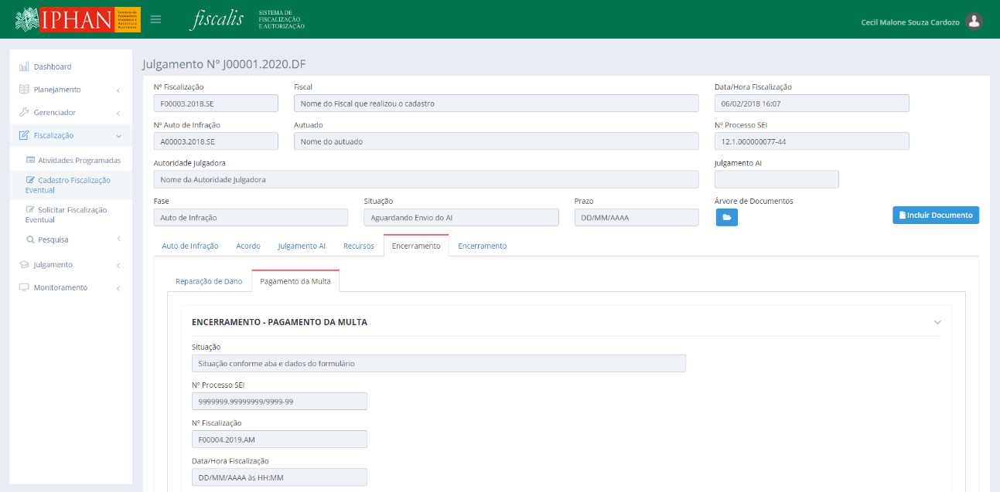 IPHAN
fiscalis
SISTEMA DE
FISCALIZAÇÃO
E AUTORIZAÇÃO
Cecil Malone Souza Cardozo
Dashboard
Planejamento
Gerenciador
Fiscalização
Atividades Programadas
Cadastro Fiscalização
Eventual
Solicitar Fiscalização
Eventual
Pesquisa
Julgamento
Monitoramento
Julgamento Nº J00001.2020.DF
Nº Fiscalização
Fiscal
Data/Hora Fiscalização
F00003.2018.SE
Nome do Fiscal que realizou o cadastro
06/02/2018 16:07
Nº Auto de Infração
Autuado
Nº Processo SEI
A00003.2018.SE
Nome do autuado
12.1.000000077-44
Autoridade Julgadora
Julgamento AI
Nome da Autoridade Julgadora
Fase
Situação
Prazo
Árvore de Documentos
Auto de Infração
Aguardando Envio do AI
DD/MM/AAAA
Incluir Documento
Auto de Infração
Acordo
Julgamento AI
Recursos
Encerramento
Encerramento
Reparação de Dano
Pagamento da Multa
ENCERRAMENTO - PAGAMENTO DA MULTA
Situação
Situação conforme aba e dados do formulário
Nº Processo SEI
9999999.99999999/9999-99
Nº Fiscalização
F00004.2019.AM
Data/Hora Fiscalização
DD/MM/AAAA às HH:MM